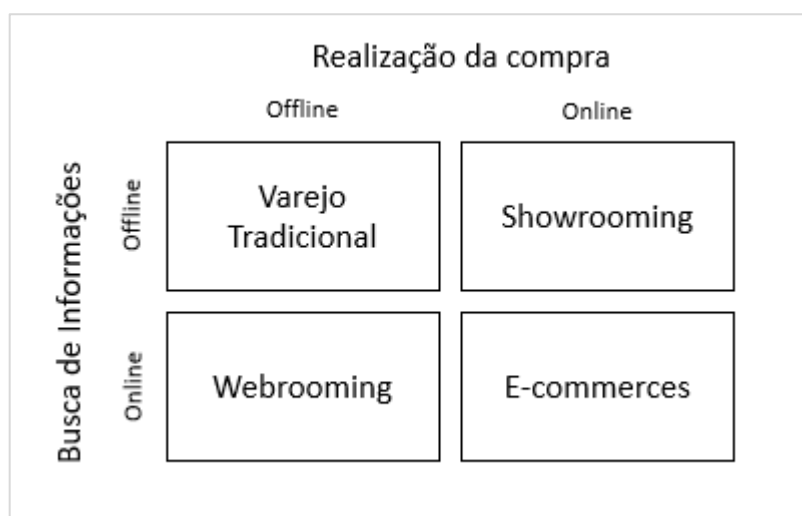 Realização da compra
Offline
Online
Busca de Informações
Offline
Varejo
Tradicional
Showrooming
Online
Webrooming
E-commerces